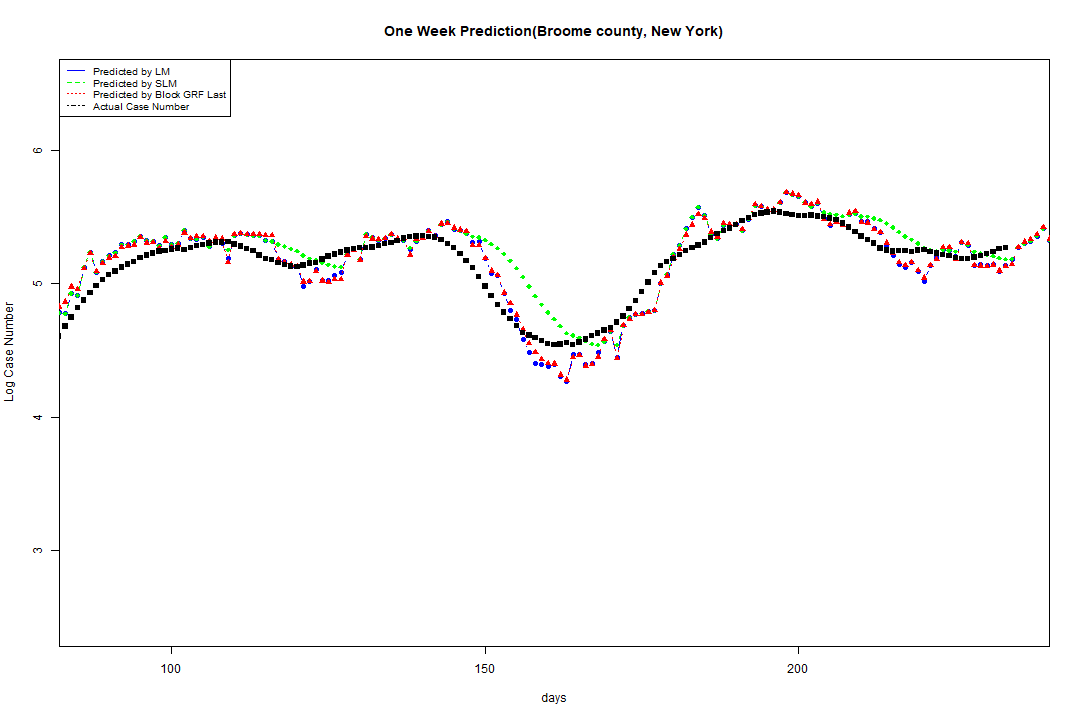 One Week Prediction(Broome county, New York)
Predicted by LM
Predicted by SLM
Predicted by Block GRF Last
Actual Case Number
6
5
4
3
Log Case Number
100 150 200
days